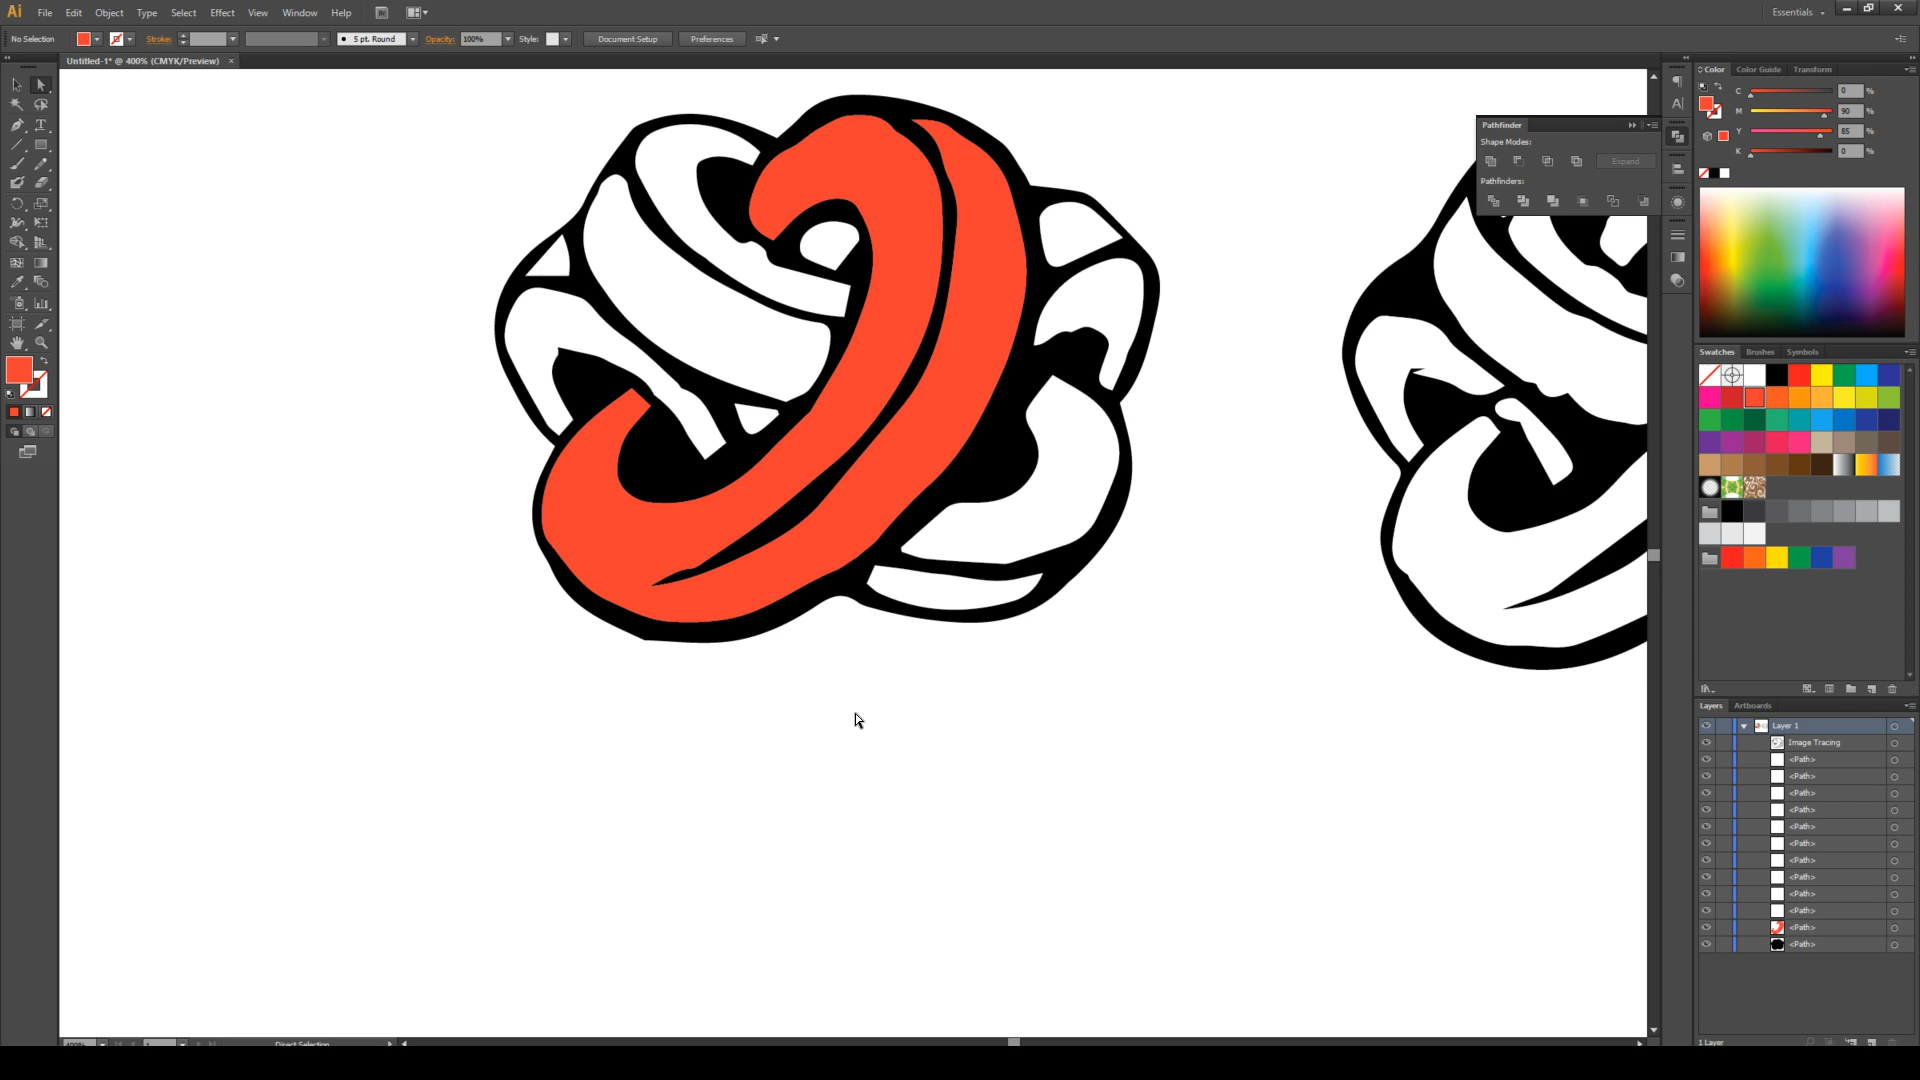 Ai File Edit Object Type Select Effect View Window Help Essentials
No Selection Stroke: 5 pt. Round Opacity: 100% Style: Document Setup Preferences
Untitled-1* @ 400% (CMYK/Preview) ×
Color Color Guide Transform
C 0 %
M 90 %
Y 85 %
K 0 %
Pathfinder
Shape Modes:
Expand
Pathfinders:
Swatches Brushes Symbols
Layers Artboards
Layer 1
Image Tracing
<Path>
<Path>
<Path>
<Path>
<Path>
<Path>
<Path>
<Path>
<Path>
<Path>
<Path>
<Path>
400% 1 Direct Selection
1 Layer